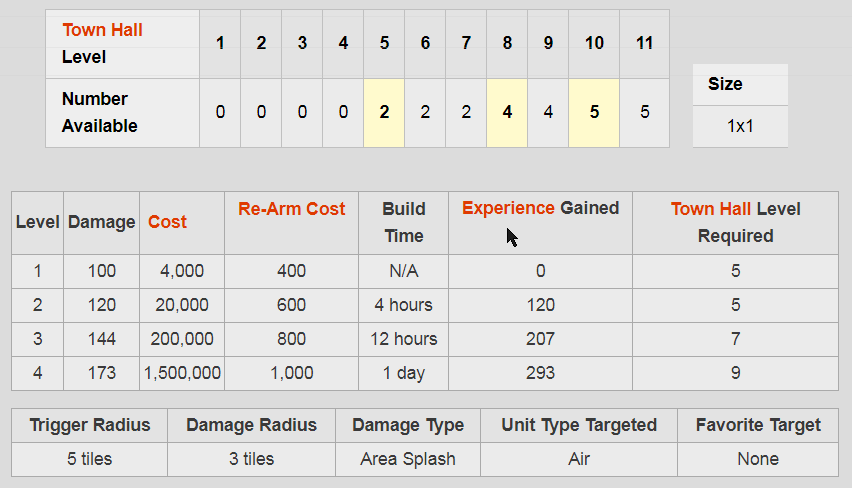 Town Hall Level 1 2 3 4 5 6 7 8 9 10 11
Number Available 0 0 0 0 2 2 2 4 4 5 5
Size
1x1
Level Damage Cost Re-Arm Cost Build Time Experience Gained Town Hall Level Required
1 100 4,000 400 N/A 0 5
2 120 20,000 600 4 hours 120 5
3 144 200,000 800 12 hours 207 7
4 173 1,500,000 1,000 1 day 293 9
Trigger Radius Damage Radius Damage Type Unit Type Targeted Favorite Target
5 tiles 3 tiles Area Splash Air None